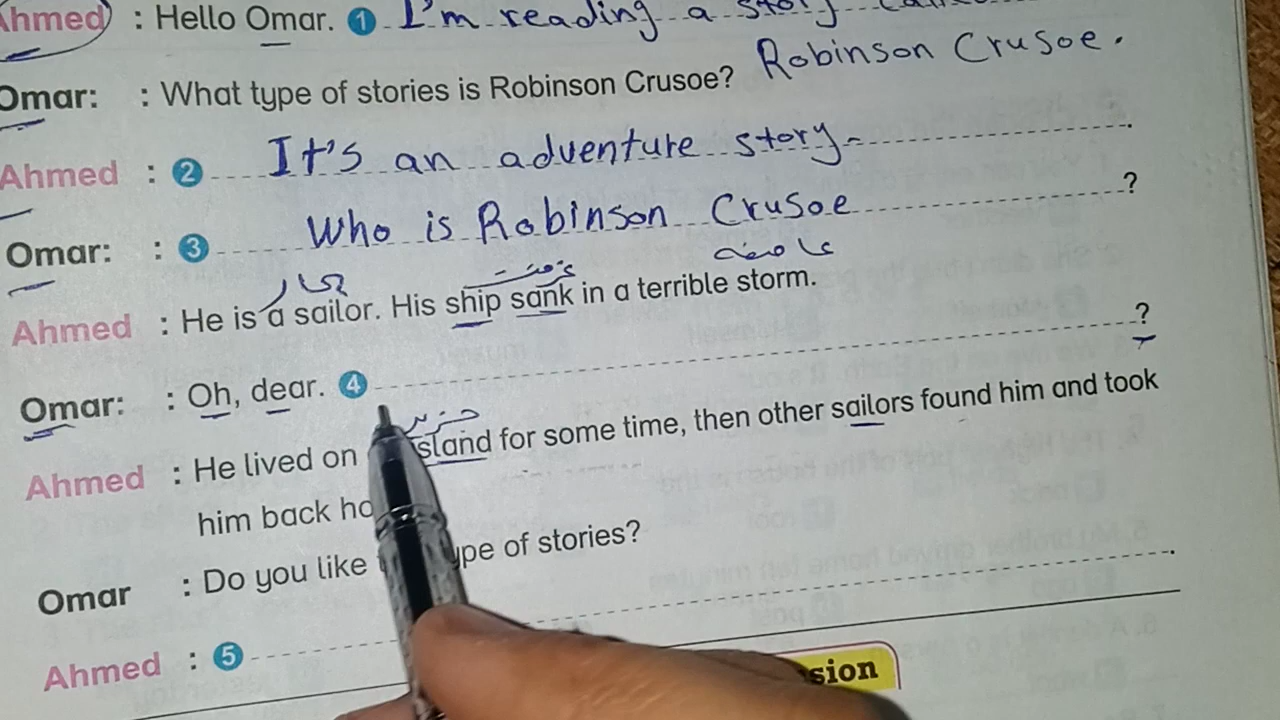 Ahmed : Hello Omar. 1 I'm reading a story
Robinson Crusoe.
Omar: : What type of stories is Robinson Crusoe?
Ahmed : 2 It's an adventure story.
Omar: : 3 Who is Robinson Crusoe ?
عاصفة
Ahmed : He is a sailor. His ship sank in a terrible storm.
Omar: : Oh, dear. 4 ?
Ahmed : He lived on island for some time, then other sailors found him and took
him back
Omar : Do you like type of stories?
Ahmed : 5 .